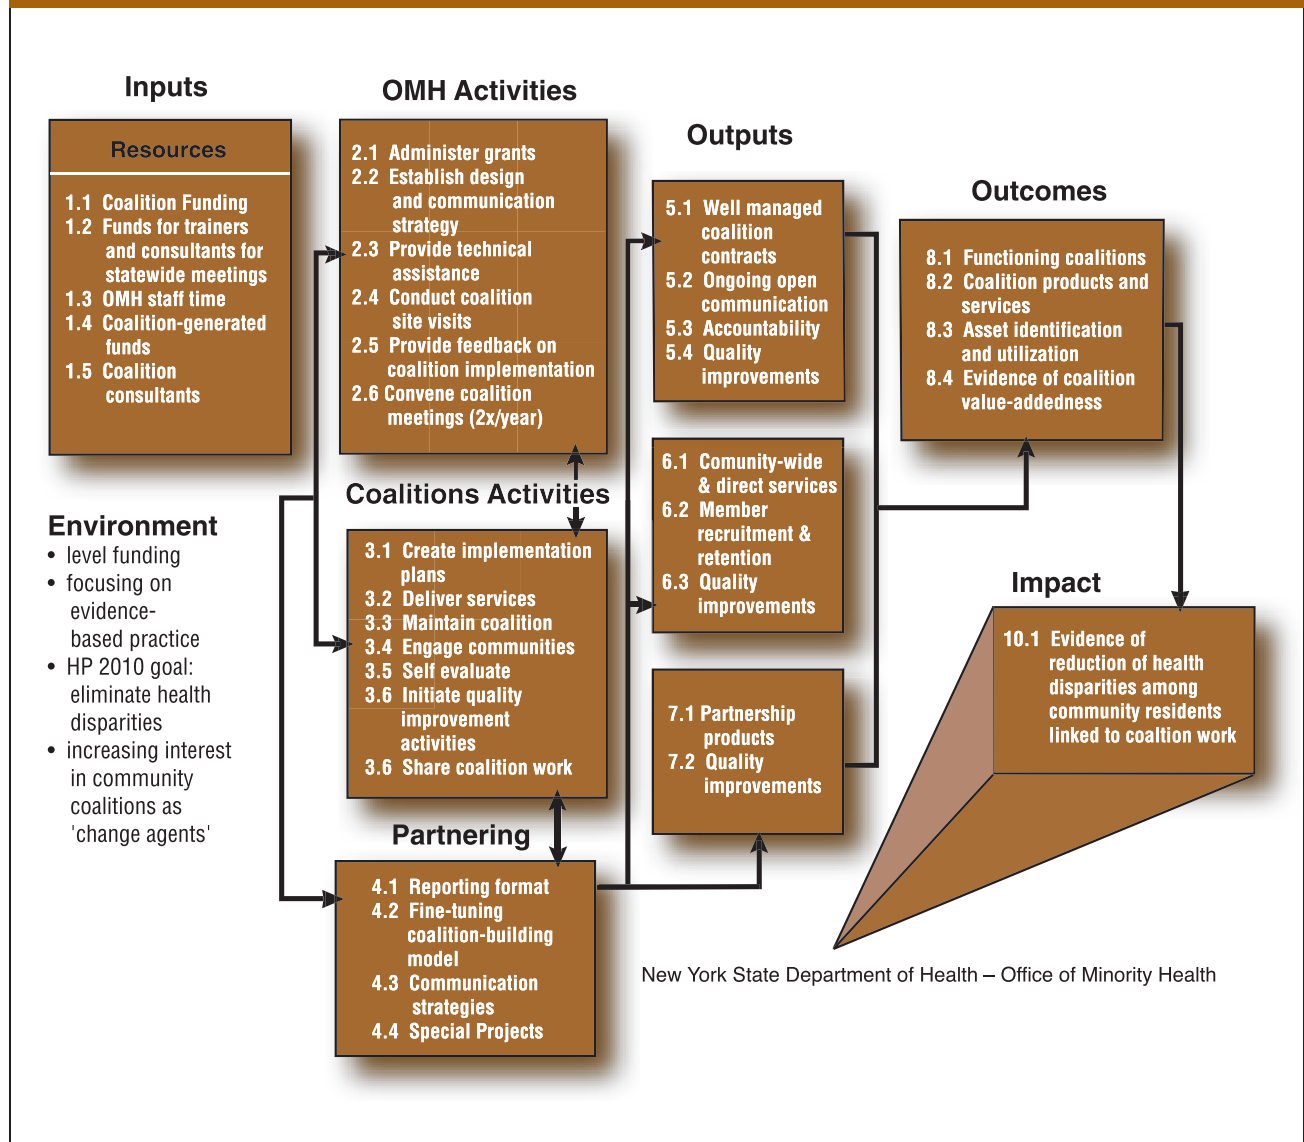 Inputs
Resources
1.1 Coalition Funding
1.2 Funds for trainers
and consultants for
statewide meetings
1.3 OMH staff time
1.4 Coalition-generated
funds
1.5 Coalition
consultants
Environment
• level funding
• focusing on
evidence-
based practice
• HP 2010 goal:
eliminate health
disparities
• increasing interest
in community
coalitions as
'change agents'
OMH Activities
2.1 Administer grants
2.2 Establish design
and communication
strategy
2.3 Provide technical
assistance
2.4 Conduct coalition
site visits
2.5 Provide feedback on
coalition implementation
2.6 Convene coalition
meetings (2x/year)
Coalitions Activities
3.1 Create implementation
plans
3.2 Deliver services
3.3 Maintain coalition
3.4 Engage communities
3.5 Self evaluate
3.6 Initiate quality
improvement
activities
3.6 Share coalition work
Partnering
4.1 Reporting format
4.2 Fine-tuning
coalition-building
model
4.3 Communication
strategies
4.4 Special Projects
Outputs
5.1 Well managed
coalition
contracts
5.2 Ongoing open
communication
5.3 Accountability
5.4 Quality
improvements
6.1 Comunity-wide
& direct services
6.2 Member
recruitment &
retention
6.3 Quality
improvements
7.1 Partnership
products
7.2 Quality
improvements
Outcomes
8.1 Functioning coalitions
8.2 Coalition products and
services
8.3 Asset identification
and utilization
8.4 Evidence of coalition
value-addedness
Impact
10.1 Evidence of
reduction of health
disparities among
community residents
linked to coaltion work
New York State Department of Health – Office of Minority Health